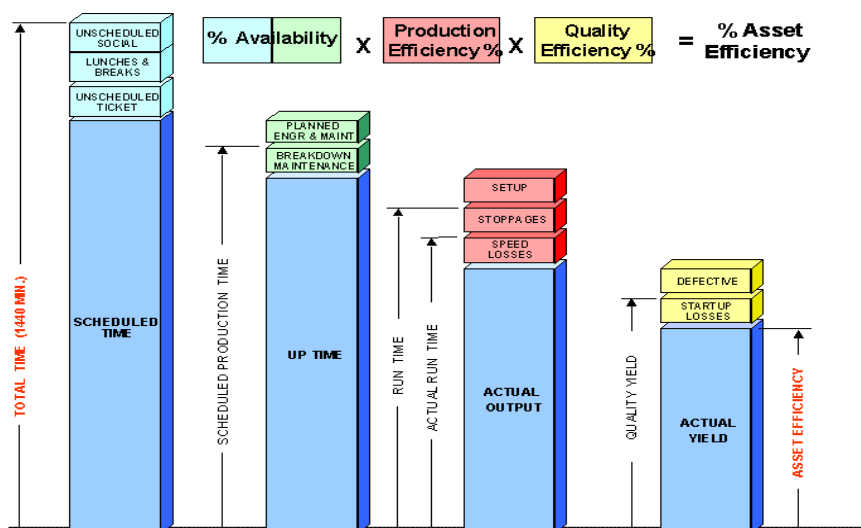 % Availability X Production Efficiency % X Quality Efficiency % = % Asset Efficiency
UNSCHEDULED
SOCIAL
LUNCHES &
BREAKS
UNSCHEDULED
TICKET
SCHEDULED
TIME
TOTAL TIME (1440 MIN.)
PLANNED
ENGR & MAINT
BREAKDOWN
MAINTENANCE
UP TIME
SCHEDULED PRODUCTION TIME
SETUP
STOPPAGES
SPEED
LOSSES
ACTUAL
OUTPUT
RUN TIME
ACTUAL RUN TIME
DEFECTIVE
STARTUP
LOSSES
ACTUAL
YIELD
QUALITY YIELD
ASSET EFFICIENCY